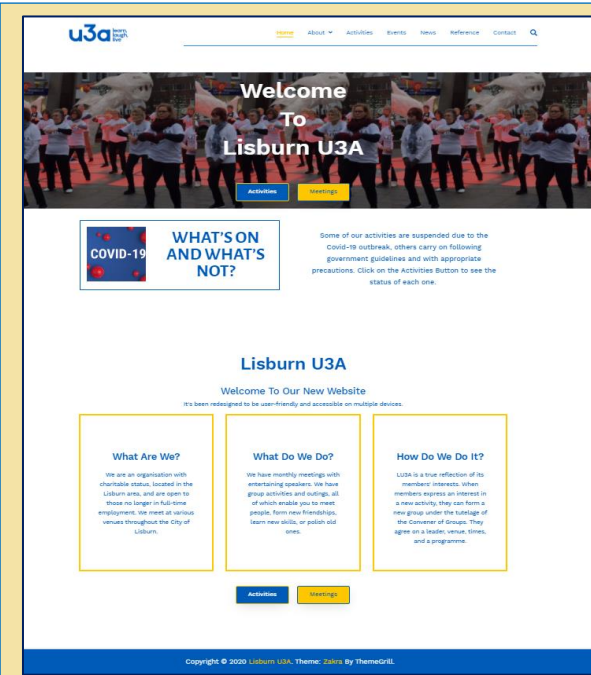 u3a learn, laugh, live
Home About Activities Events News Reference Contact
Welcome
To
Lisburn U3A
Activities Meetings
COVID-19
WHAT'S ON
AND WHAT'S
NOT?
Some of our activities are suspended due to the
Covid-19 outbreak, others carry on following
government guidelines and with appropriate
precautions. Click on the Activities Button to see the
status of each one.
Lisburn U3A
Welcome To Our New Website
It's been redesigned to be user-friendly and accessible on multiple devices.
What Are We?
We are an organisation with
charitable status, located in the
Lisburn area, and are open to
those no longer in full-time
employment. We meet at various
venues throughout the City of
Lisburn.
What Do We Do?
We have monthly meetings with
entertaining speakers. We have
group activities and outings, all
of which enable you to meet
people, form new friendships,
learn new skills, or polish old
ones.
How Do We Do It?
LU3A is a true reflection of its
members' interests. When
members express an interest in
a new activity, they can form a
new group under the tutelage of
the Convener of Groups. They
agree on a leader, venue, times,
and a programme.
Activities Meetings
Copyright © 2020 Lisburn U3A. Theme: Zakra By ThemeGrill.